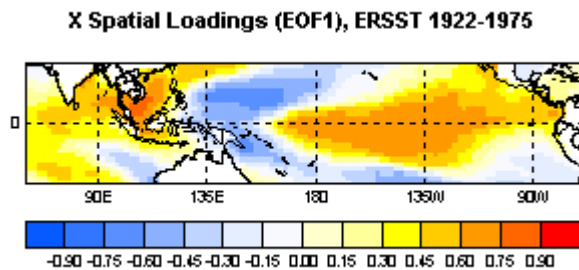 X Spatial Loadings (EOF1), ERSST 1922-1975
0
90E 135E 180 135W 90W
-0.90 -0.75 -0.60 -0.45 -0.30 -0.15 0.00 0.15 0.30 0.45 0.60 0.75 0.90